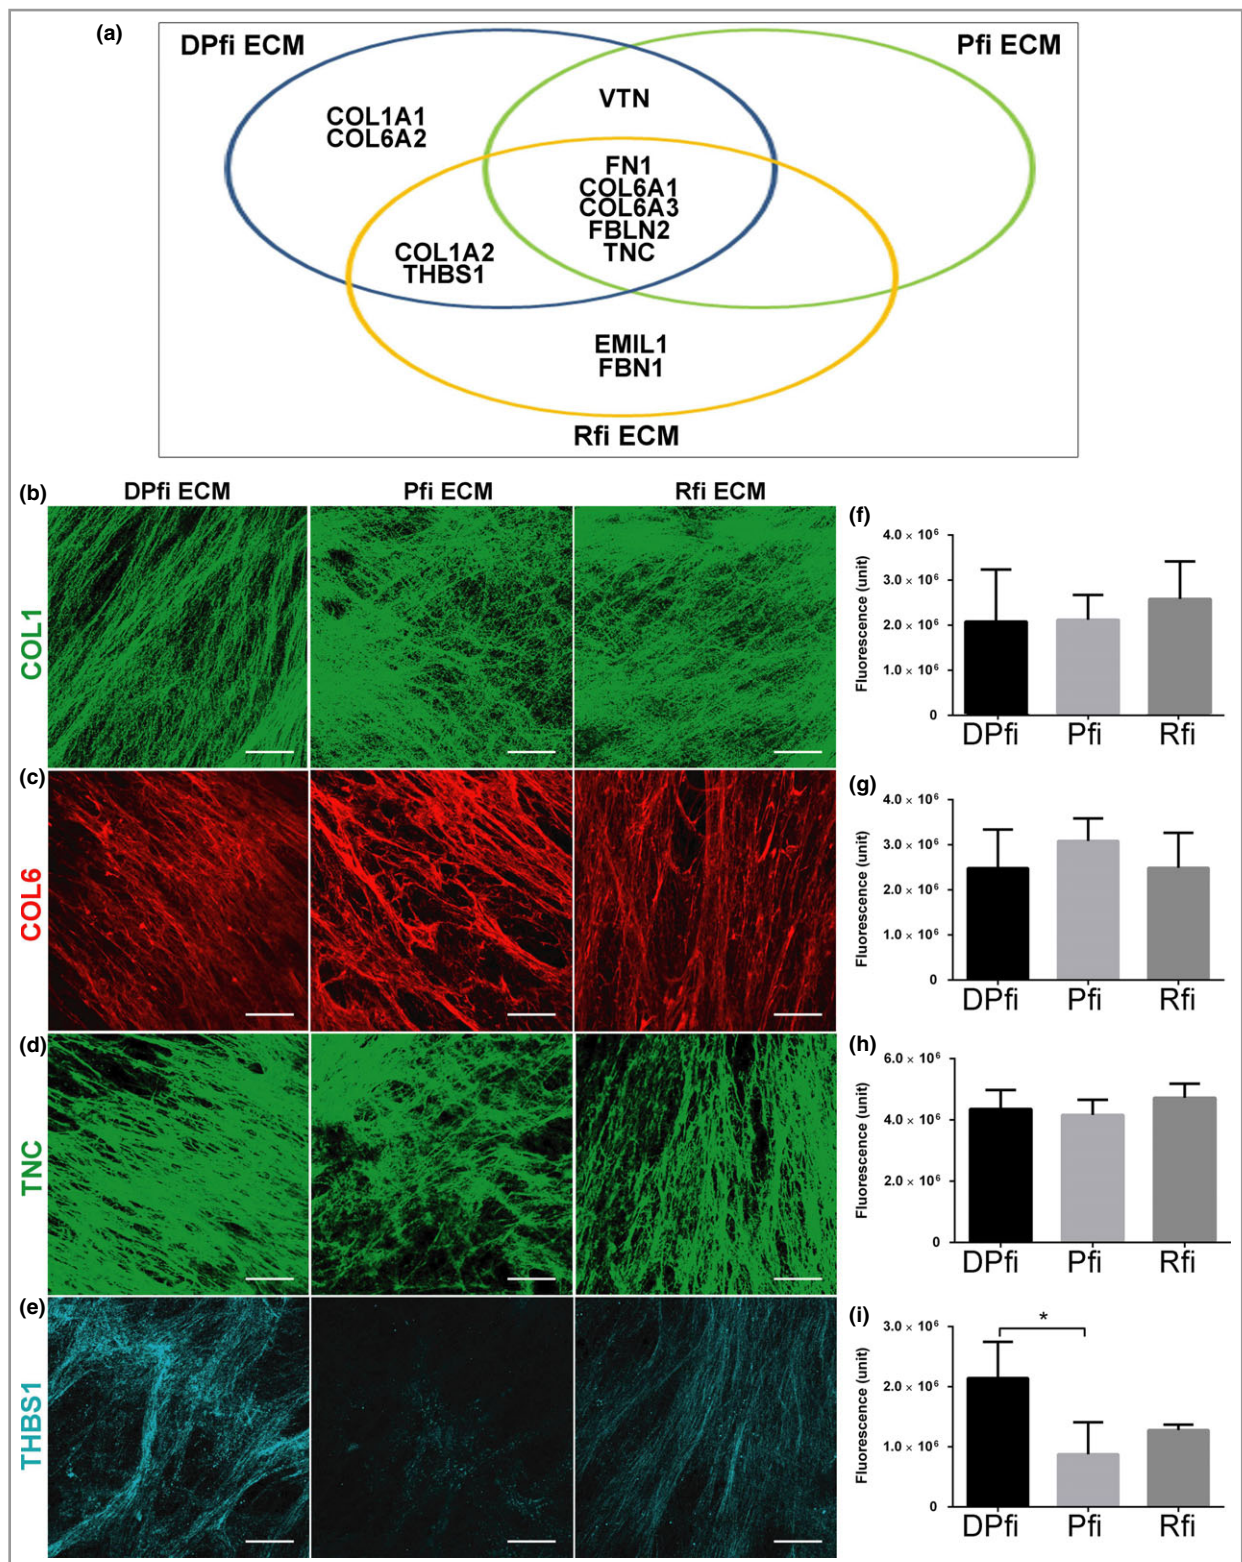 (a)
DPfi ECM
Pfi ECM
VTN
COL1A1
COL6A2
FN1
COL6A1
COL6A3
FBLN2
TNC
COL1A2
THBS1
EMIL1
FBN1
Rfi ECM
(b)
DPfi ECM
Pfi ECM
Rfi ECM
COL1
(f)
Fluorescence (unit)
4.0 × 10⁶
3.0 × 10⁶
2.0 × 10⁶
1.0 × 10⁶
0
DPfi
Pfi
Rfi
(c)
COL6
(g)
Fluorescence (unit)
4.0 × 10⁶
3.0 × 10⁶
2.0 × 10⁶
1.0 × 10⁶
0
DPfi
Pfi
Rfi
(d)
TNC
(h)
Fluorescence (unit)
6.0 × 10⁶
4.0 × 10⁶
2.0 × 10⁶
0
DPfi
Pfi
Rfi
(e)
THBS1
(i)
Fluorescence (unit)
3.0 × 10⁶
2.0 × 10⁶
1.0 × 10⁶
0
*
DPfi
Pfi
Rfi